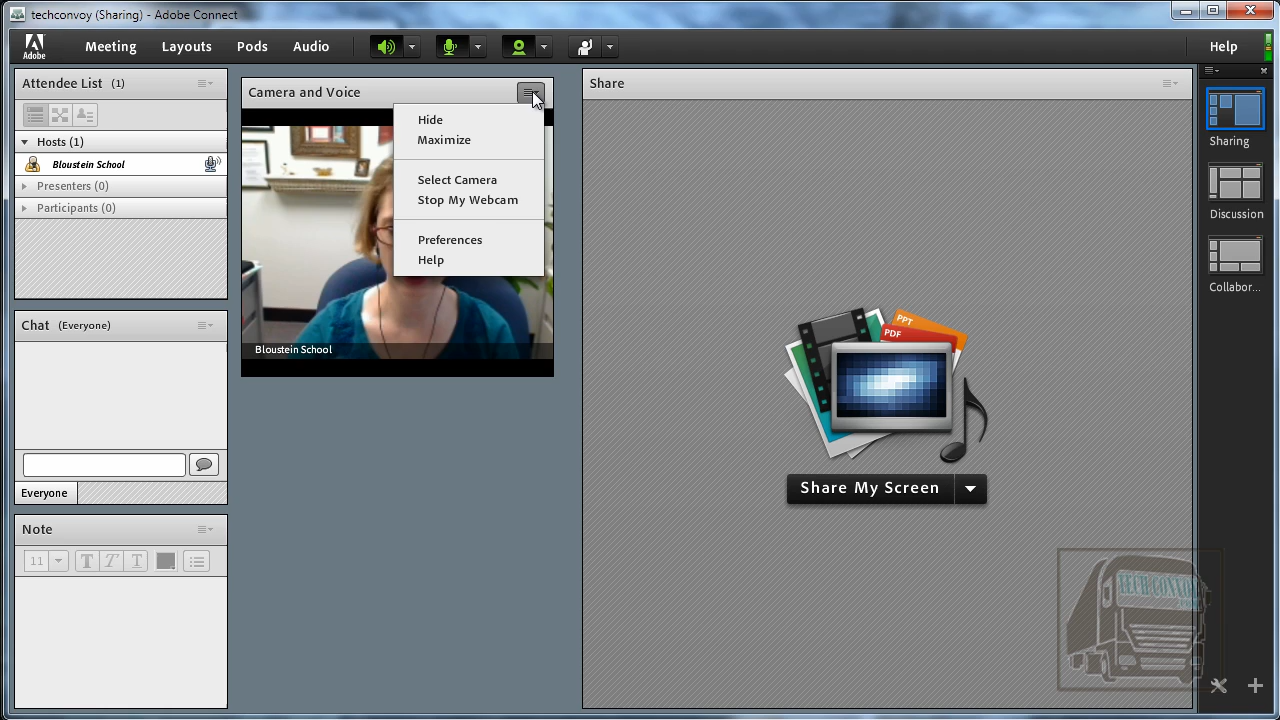 techconvoy (Sharing) - Adobe Connect
Adobe
Meeting
Layouts
Pods
Audio
Help
Attendee List (1)
Hosts (1)
Bloustein School
Presenters (0)
Participants (0)
Chat (Everyone)
Everyone
Note
11
T T T
Camera and Voice
Hide
Maximize
Select Camera
Stop My Webcam
Preferences
Help
Bloustein School
Share
PPT
PDF
Share My Screen
Sharing
Discussion
Collabor...
TECH CONVOY